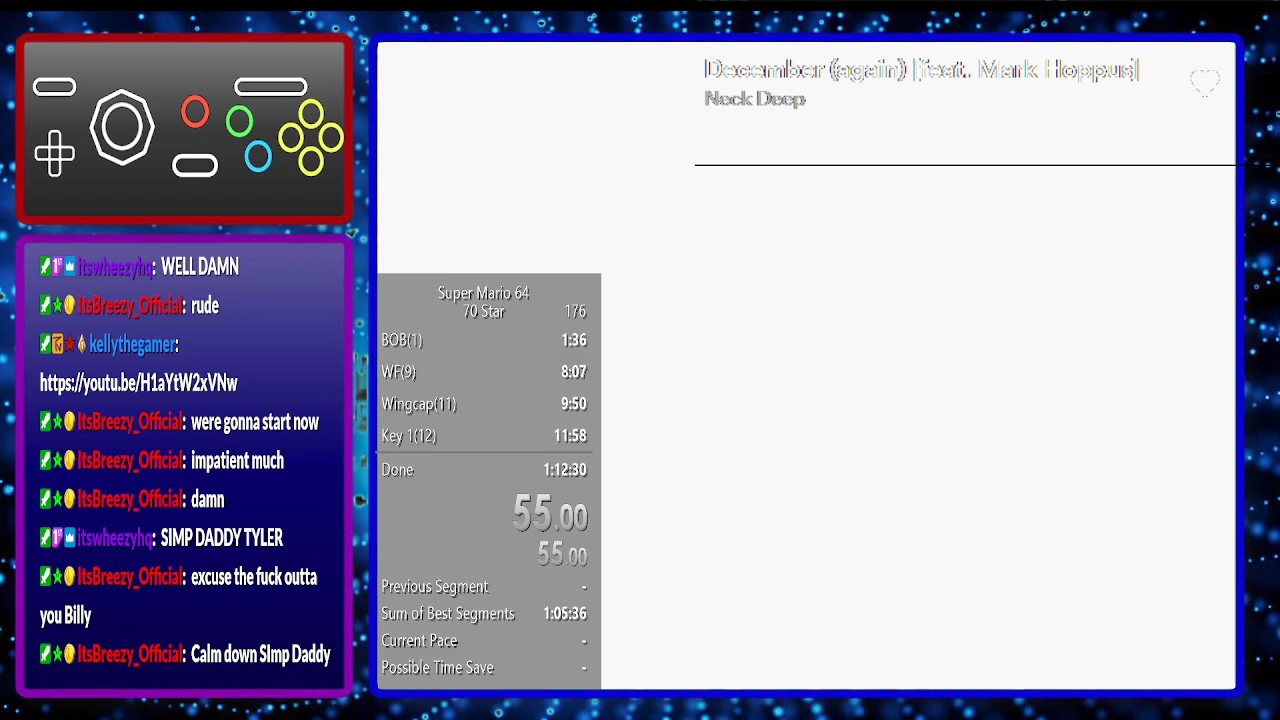 December (again) [feat. Mark Hoppus]
Neck Deep
itswheezyhq: WELL DAMN
ItsBreezy_Official: rude
kellythegamer:
https://youtu.be/H1aYtW2xVNw
ItsBreezy_Official: were gonna start now
ItsBreezy_Official: impatient much
ItsBreezy_Official: damn
itswheezyhq: SIMP DADDY TYLER
ItsBreezy_Official: excuse the fuck outta
you Billy
ItsBreezy_Official: Calm down SImp Daddy
Super Mario 64
70 Star 176
BOB(1) 1:36
WF(9) 8:07
Wingcap(11) 9:50
Key 1(12) 11:58
Done 1:12:30
55.00
55.00
Previous Segment -
Sum of Best Segments 1:05:36
Current Pace -
Possible Time Save -